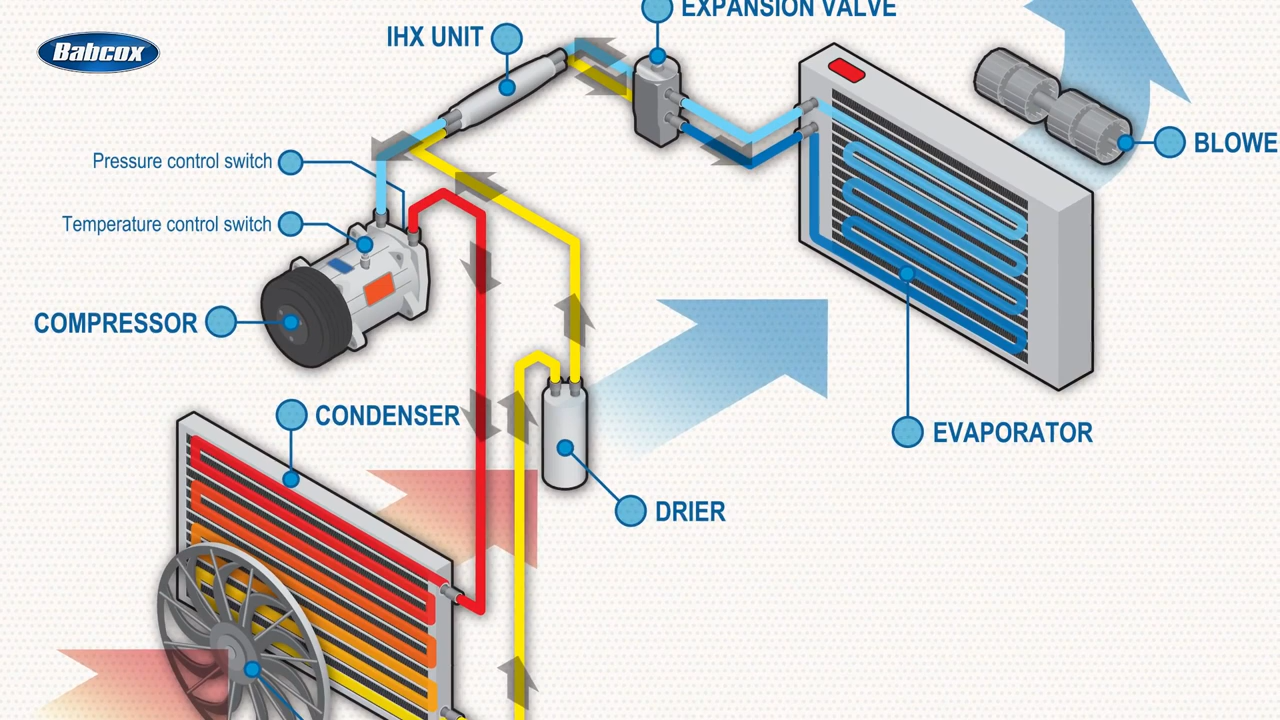 EXPANSION VALVE
IHX UNIT
Babcox
BLOWE
Pressure control switch
Temperature control switch
COMPRESSOR
CONDENSER
EVAPORATOR
DRIER